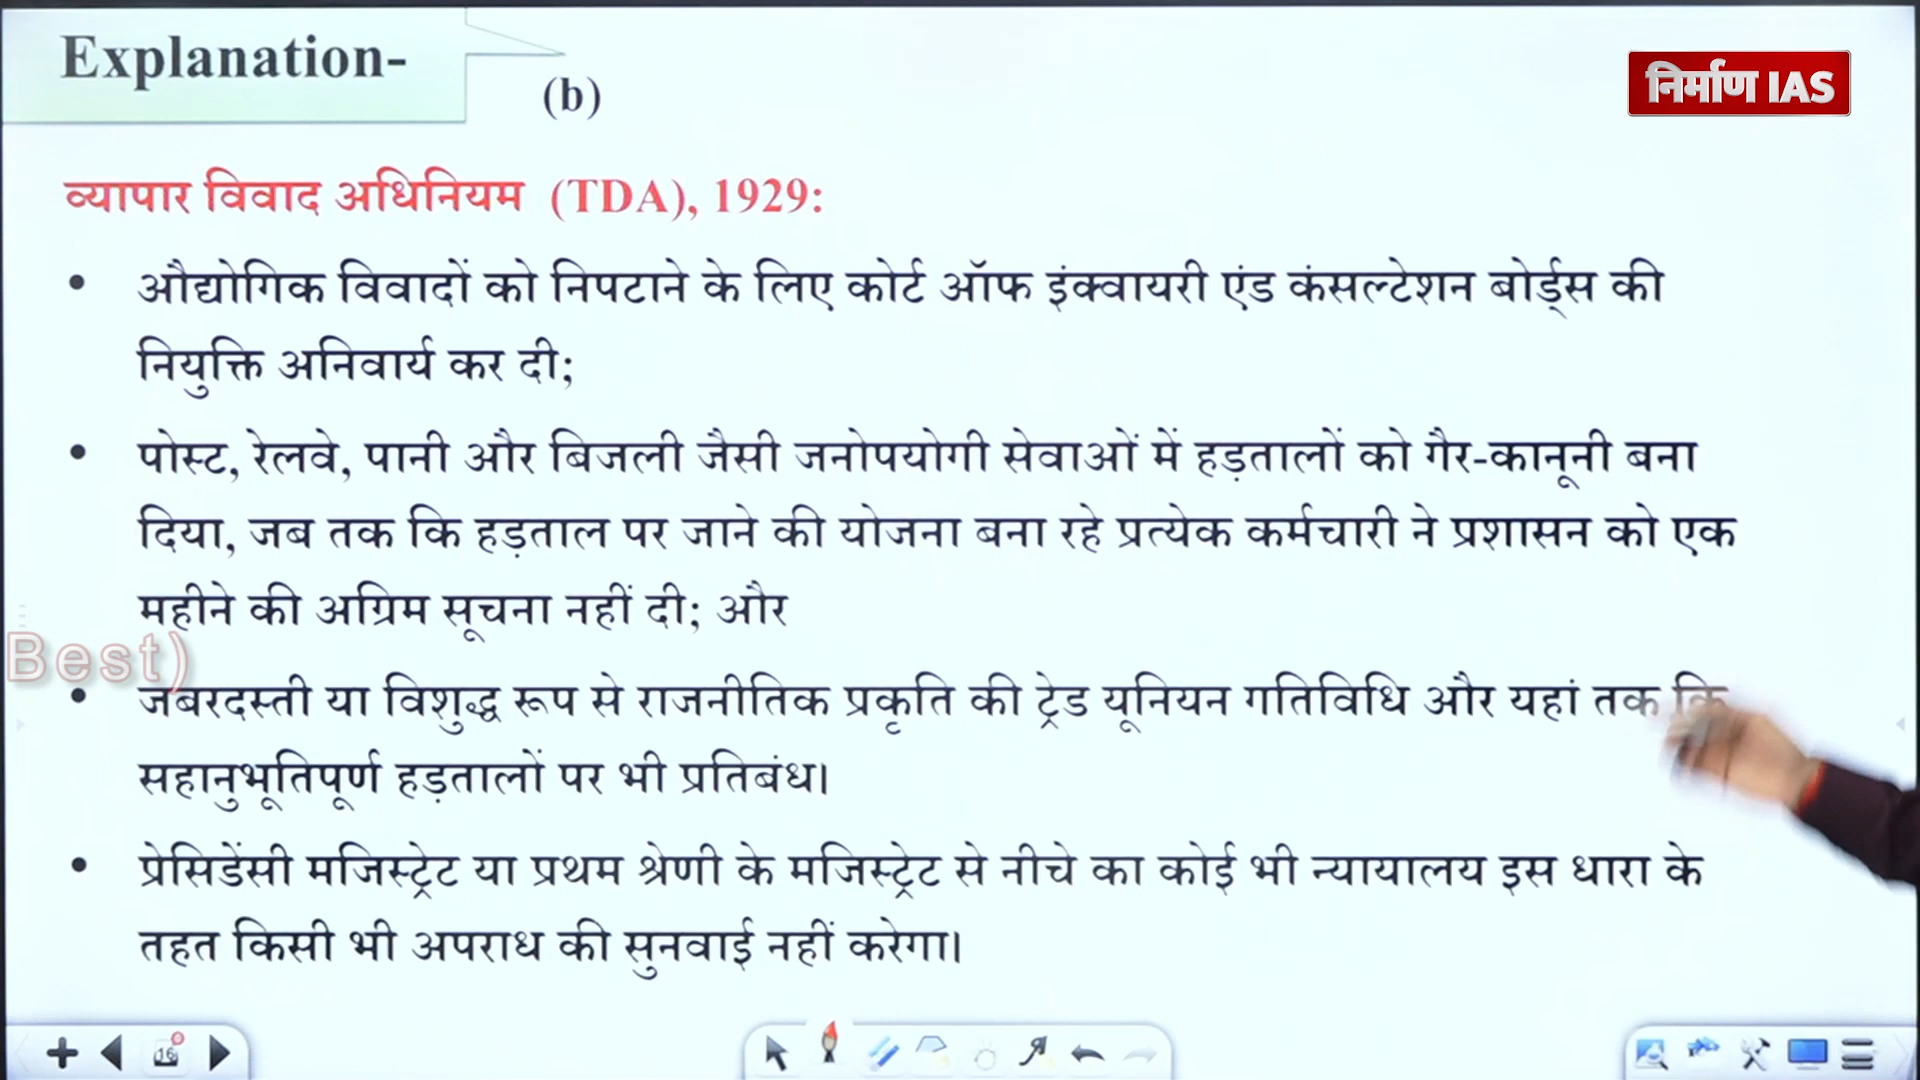 Explanation-
(b)
निर्माण IAS
व्यापार विवाद अधिनियम (TDA), 1929:
• औद्योगिक विवादों को निपटाने के लिए कोर्ट ऑफ इंक्वायरी एंड कंसल्टेशन बोर्ड्स की
नियुक्ति अनिवार्य कर दी;
• पोस्ट, रेलवे, पानी और बिजली जैसी जनोपयोगी सेवाओं में हड़तालों को गैर-कानूनी बना
दिया, जब तक कि हड़ताल पर जाने की योजना बना रहे प्रत्येक कर्मचारी ने प्रशासन को एक
महीने की अग्रिम सूचना नहीं दी; और
Best)
• जबरदस्ती या विशुद्ध रूप से राजनीतिक प्रकृति की ट्रेड यूनियन गतिविधि और यहां तक कि
सहानुभूतिपूर्ण हड़तालों पर भी प्रतिबंध।
• प्रेसिडेंसी मजिस्ट्रेट या प्रथम श्रेणी के मजिस्ट्रेट से नीचे का कोई भी न्यायालय इस धारा के
तहत किसी भी अपराध की सुनवाई नहीं करेगा।
16